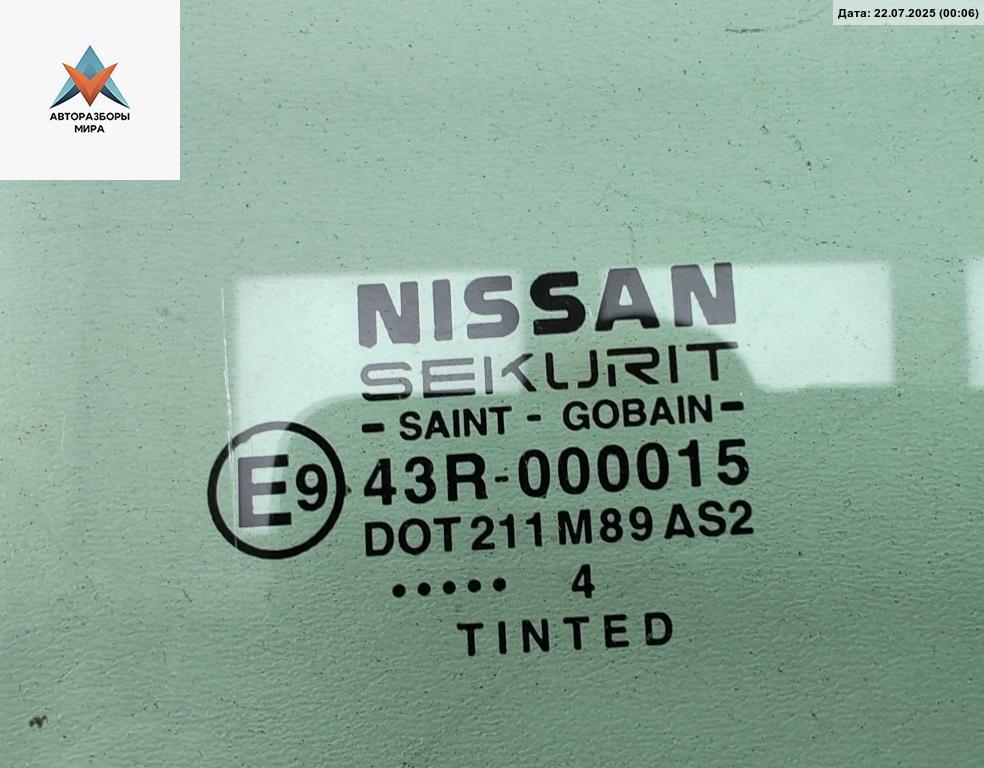 Дата: 22.07.2025 (00:06)
АВТОРАЗБОРЫ
МИРА
NISSAN
SEKURIT
- SAINT - GOBAIN -
E9 43R-000015
DOT 211 M89 AS2
..... 4
TINTED